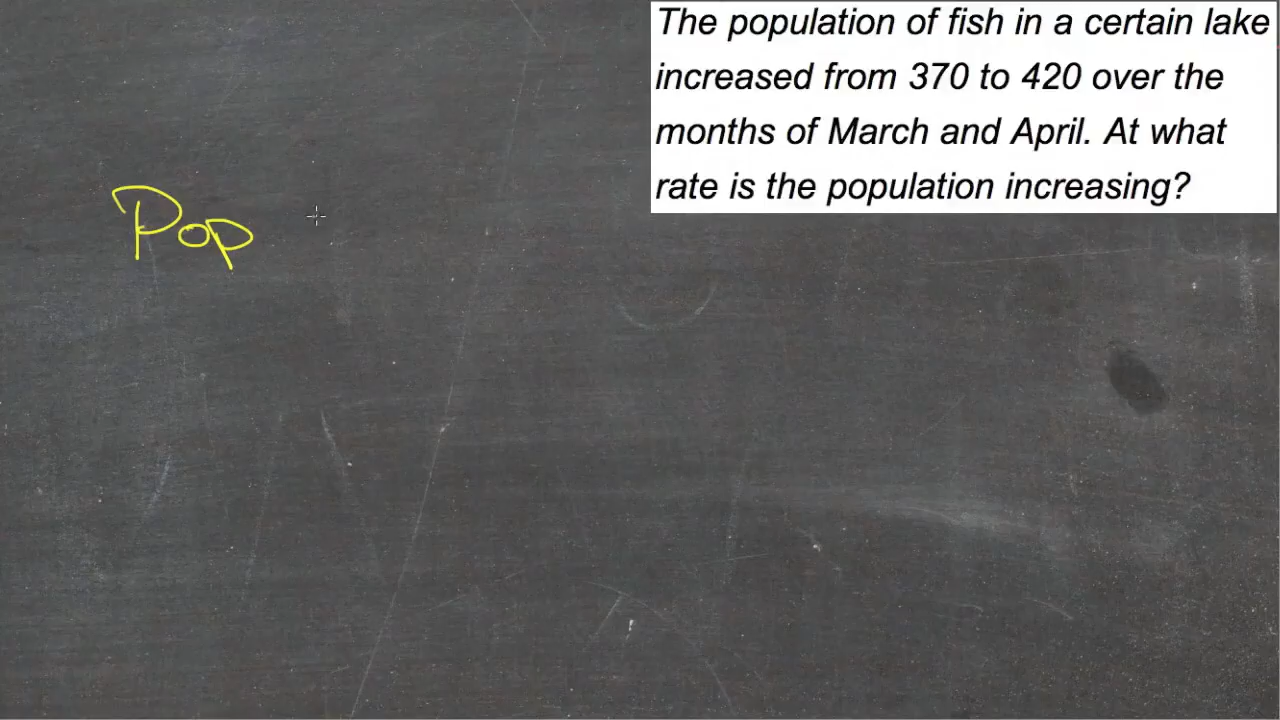 The population of fish in a certain lake
increased from 370 to 420 over the
months of March and April. At what
rate is the population increasing?
Pop